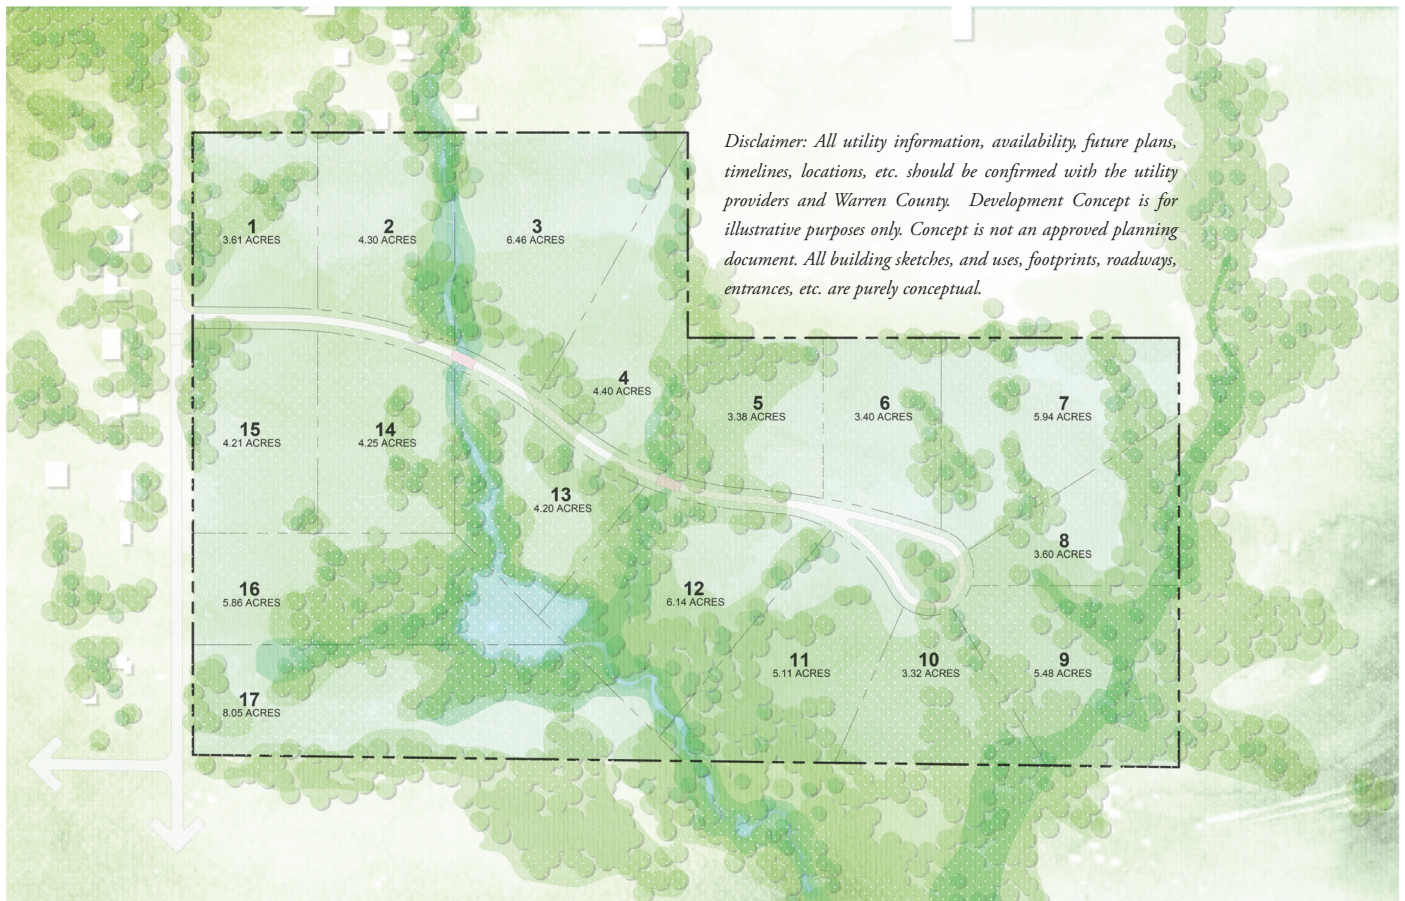 Disclaimer: All utility information, availability, future plans,
timelines, locations, etc. should be confirmed with the utility
providers and Warren County.  Development Concept is for
illustrative purposes only. Concept is not an approved planning
document. All building sketches, and uses, footprints, roadways,
entrances, etc. are purely conceptual.
1
3.61 ACRES
2
4.30 ACRES
3
6.46 ACRES
4
4.40 ACRES
5
3.38 ACRES
6
3.40 ACRES
7
5.94 ACRES
15
4.21 ACRES
14
4.25 ACRES
13
4.20 ACRES
8
3.60 ACRES
16
5.86 ACRES
12
6.14 ACRES
11
5.11 ACRES
10
3.32 ACRES
9
5.48 ACRES
17
8.05 ACRES